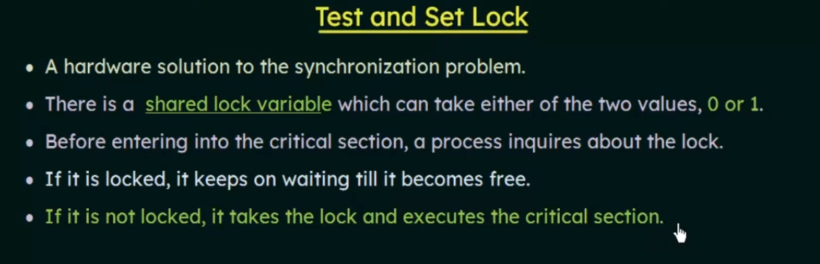 Test and Set Lock
• A hardware solution to the synchronization problem.
• There is a shared lock variable which can take either of the two values, 0 or 1.
• Before entering into the critical section, a process inquires about the lock.
• If it is locked, it keeps on waiting till it becomes free.
• If it is not locked, it takes the lock and executes the critical section.